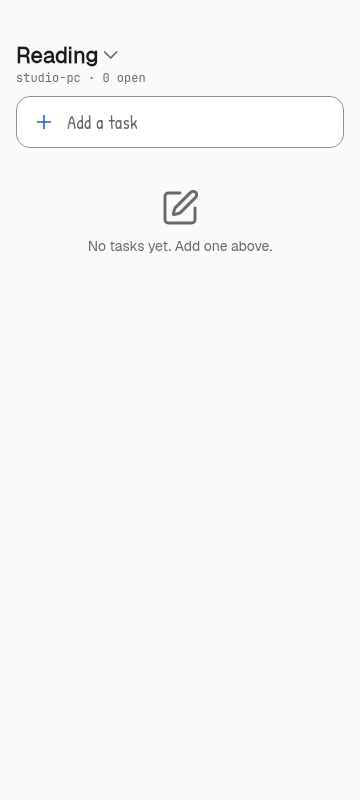 Reading
studio-pc · 0 open
Add a task
No tasks yet. Add one above.